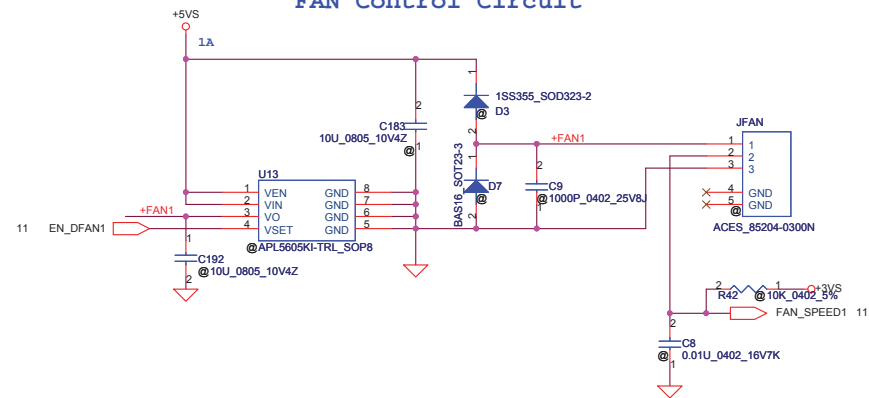 FAN Control Circuit
+5VS
1A
1
1SS355_SOD323-2
@ D3
2
2
C183
10U_0805_10V4Z
@ 1
JFAN
+FAN1
1 1
2 2
3 3
4 GND
5 GND
@
ACES_85204-0300N
U13
1 VEN GND 8
2 VIN GND 7
3 VO GND 6
4 VSET GND 5
@APL5605KI-TRL_SOP8
+FAN1
11 EN_DFAN1
1
C192
@10U_0805_10V4Z
2
BAS16_SOT23-3
1
D7
@
2
2
C9
@1000P_0402_25V8J
1
2 1 +3VS
R42 @10K_0402_5%
FAN_SPEED1 11
2
C8
@ 0.01U_0402_16V7K
1